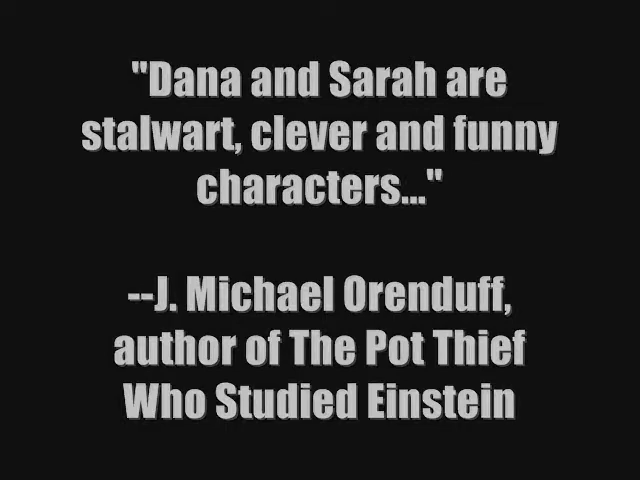 "Dana and Sarah are
stalwart, clever and funny
characters..."
--J. Michael Orenduff,
author of The Pot Thief
Who Studied Einstein